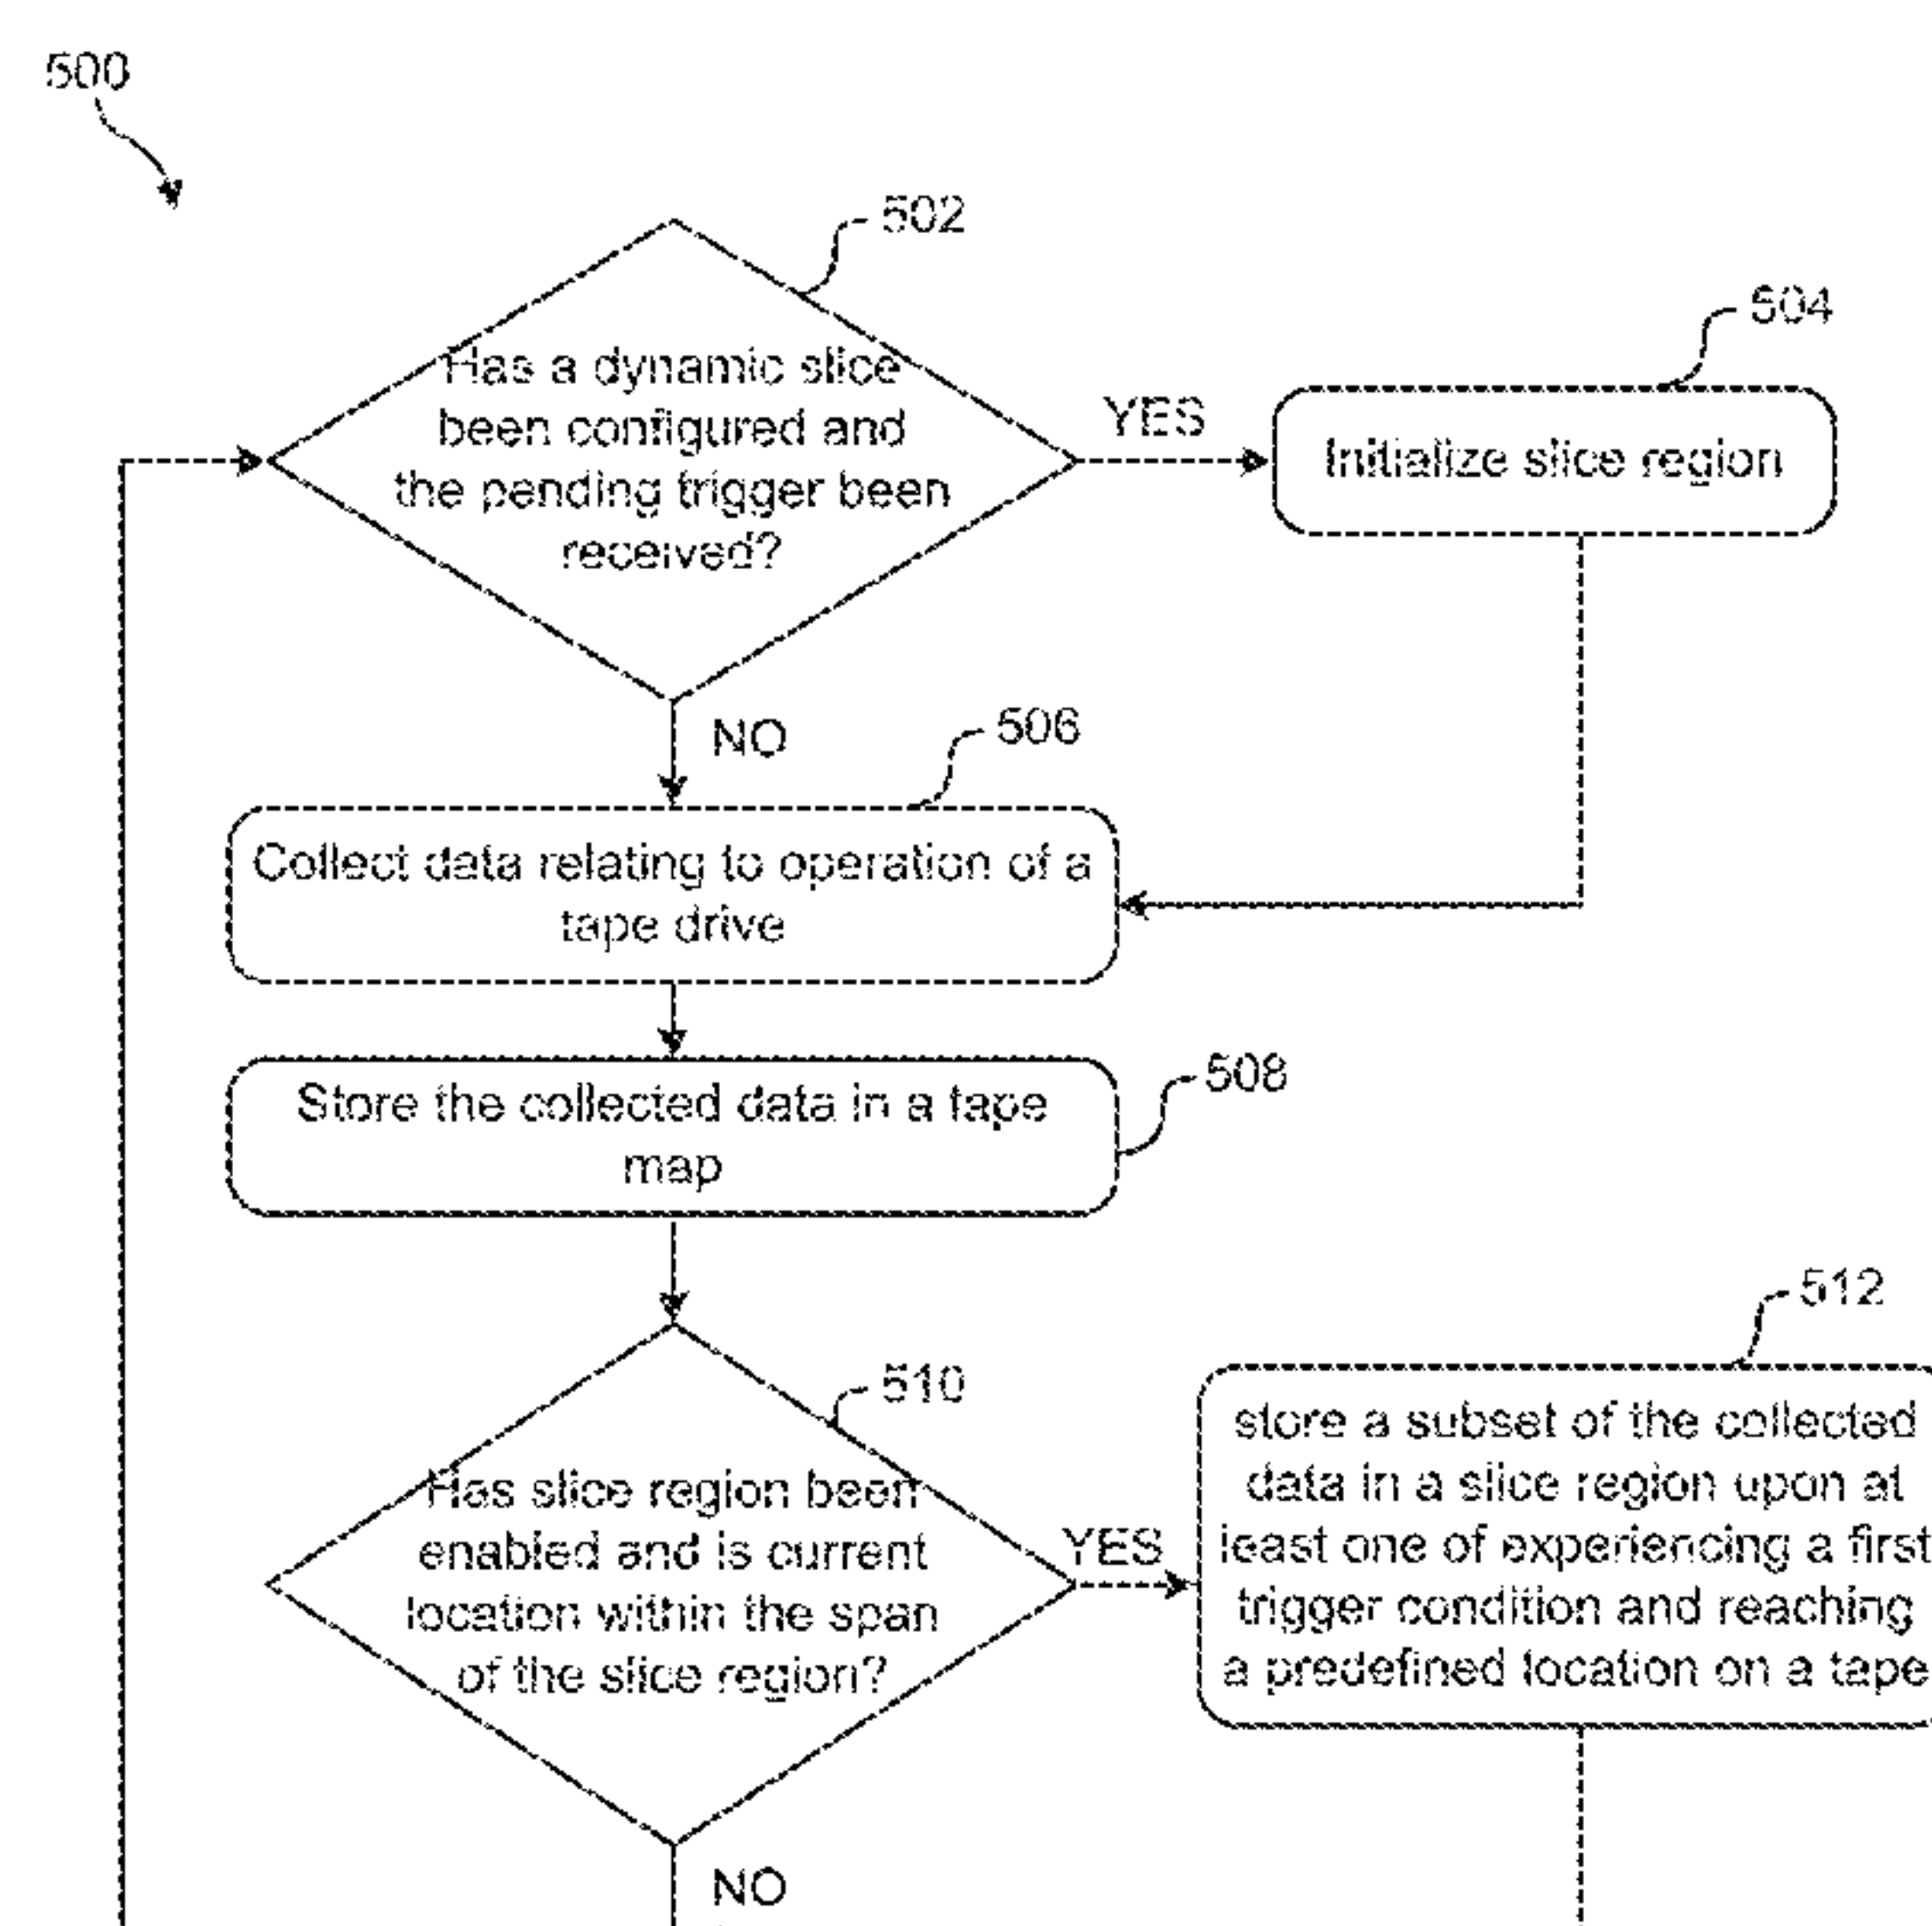 500
502
Has a dynamic slice
been configured and
the pending trigger been
received?
YES
504
Initialize slice region
NO
506
Collect data relating to operation of a
tape drive
508
Store the collected data in a tape
map
510
Has slice region been
enabled and is current
location within the span
of the slice region?
YES
512
store a subset of the collected
data in a slice region upon at
least one of experiencing a first
trigger condition and reaching
a predefined location on a tape
NO